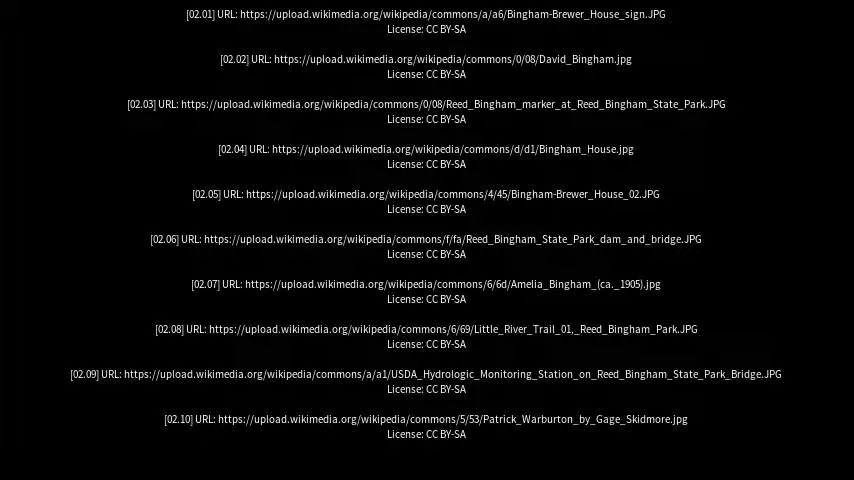 [02.01] URL: https://upload.wikimedia.org/wikipedia/commons/a/a6/Bingham-Brewer_House_sign.JPG
License: CC BY-SA
[02.02] URL: https://upload.wikimedia.org/wikipedia/commons/0/08/David_Bingham.jpg
License: CC BY-SA
[02.03] URL: https://upload.wikimedia.org/wikipedia/commons/0/08/Reed_Bingham_marker_at_Reed_Bingham_State_Park.JPG
License: CC BY-SA
[02.04] URL: https://upload.wikimedia.org/wikipedia/commons/d/d1/Bingham_House.jpg
License: CC BY-SA
[02.05] URL: https://upload.wikimedia.org/wikipedia/commons/4/45/Bingham-Brewer_House_02.JPG
License: CC BY-SA
[02.06] URL: https://upload.wikimedia.org/wikipedia/commons/f/fa/Reed_Bingham_State_Park_dam_and_bridge.JPG
License: CC BY-SA
[02.07] URL: https://upload.wikimedia.org/wikipedia/commons/6/6d/Amelia_Bingham_(ca._1905).jpg
License: CC BY-SA
[02.08] URL: https://upload.wikimedia.org/wikipedia/commons/6/69/Little_River_Trail_01,_Reed_Bingham_Park.JPG
License: CC BY-SA
[02.09] URL: https://upload.wikimedia.org/wikipedia/commons/a/a1/USDA_Hydrologic_Monitoring_Station_on_Reed_Bingham_State_Park_Bridge.JPG
License: CC BY-SA
[02.10] URL: https://upload.wikimedia.org/wikipedia/commons/5/53/Patrick_Warburton_by_Gage_Skidmore.jpg
License: CC BY-SA